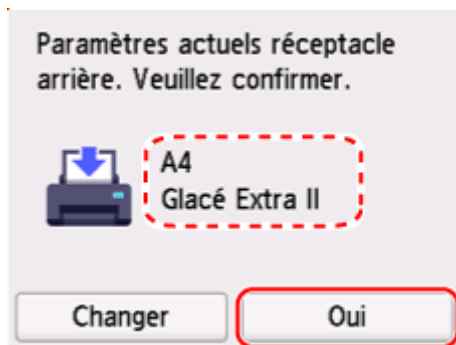 Paramètres actuels réceptacle
arrière. Veuillez confirmer.
A4
Glacé Extra II
Changer
Oui